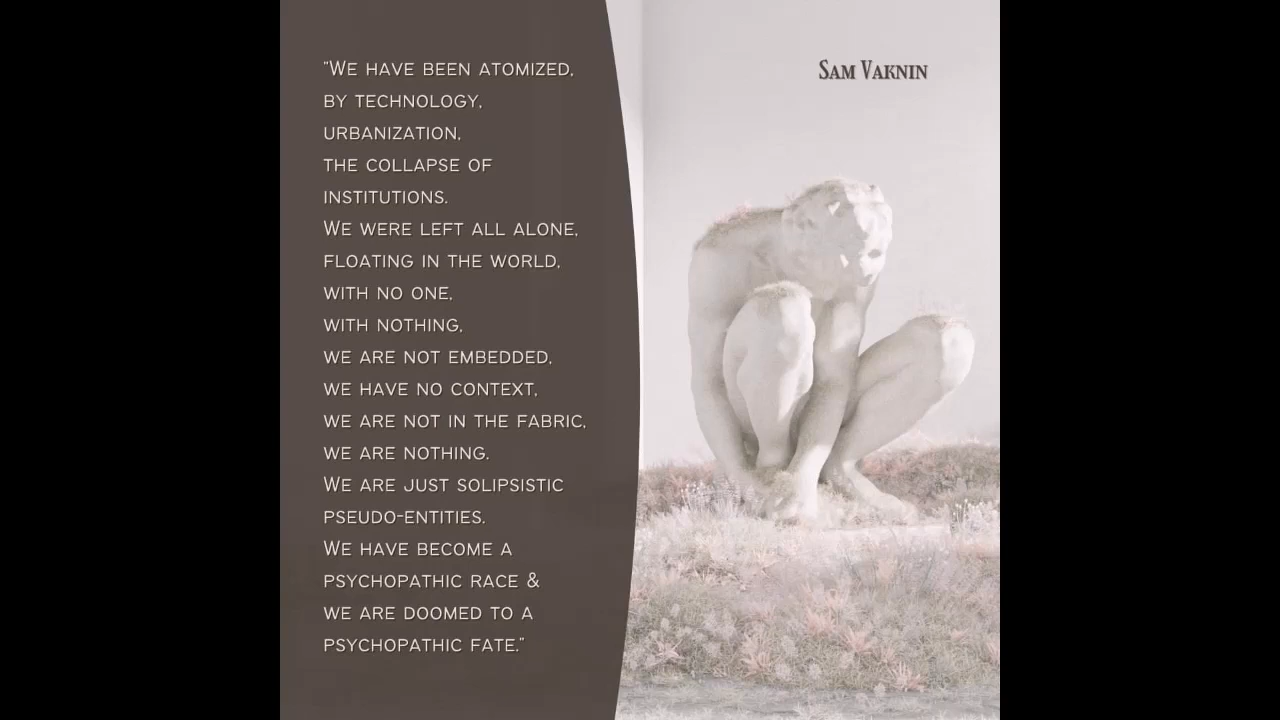 "We have been atomized,
by technology,
urbanization,
the collapse of
institutions.
We were left all alone,
floating in the world,
with no one,
with nothing,
we are not embedded,
we have no context,
we are not in the fabric,
we are nothing.
We are just solipsistic
pseudo-entities.
We have become a
psychopathic race &
we are doomed to a
psychopathic fate."
Sam Vaknin